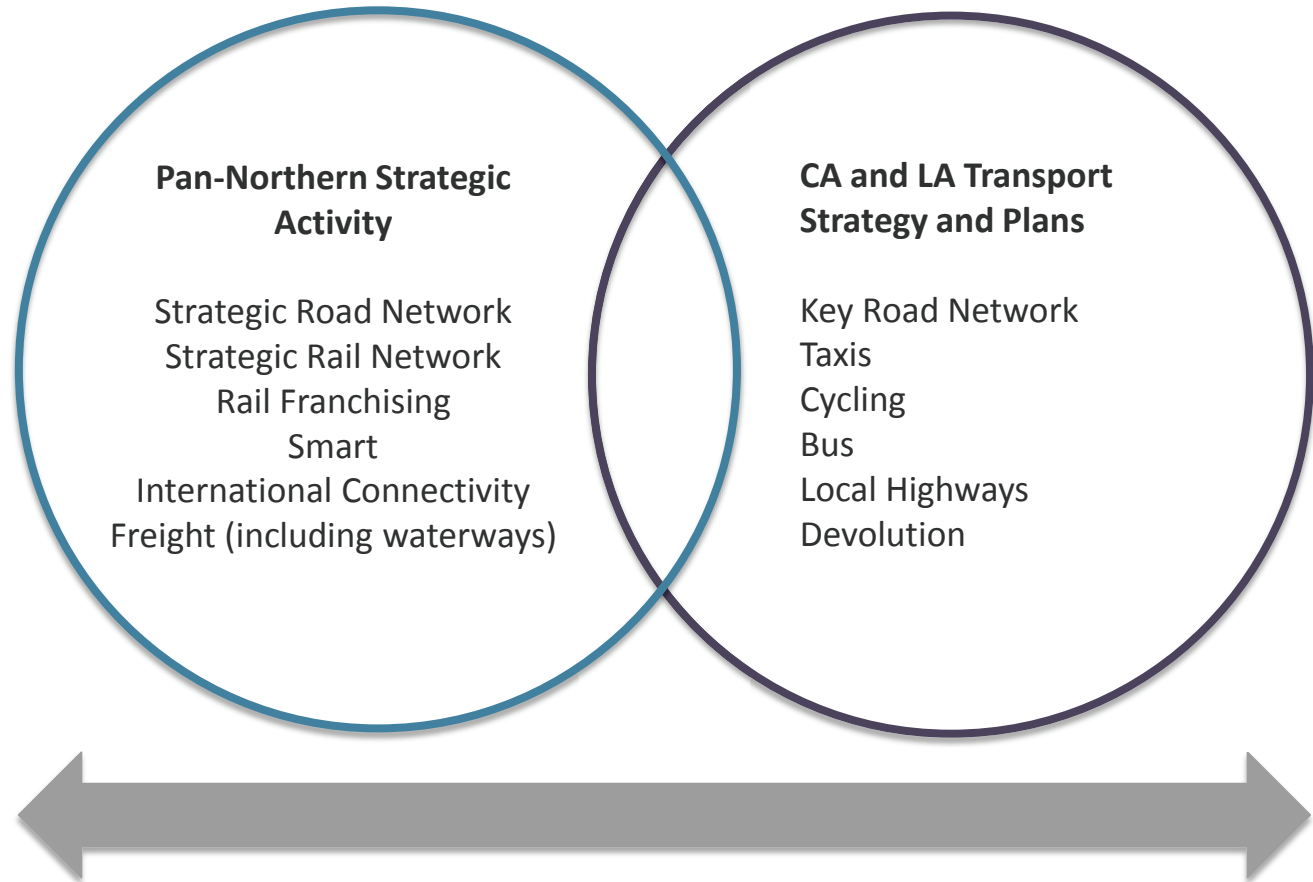 Pan-Northern Strategic
Activity
Strategic Road Network
Strategic Rail Network
Rail Franchising
Smart
International Connectivity
Freight (including waterways)
CA and LA Transport
Strategy and Plans
Key Road Network
Taxis
Cycling
Bus
Local Highways
Devolution